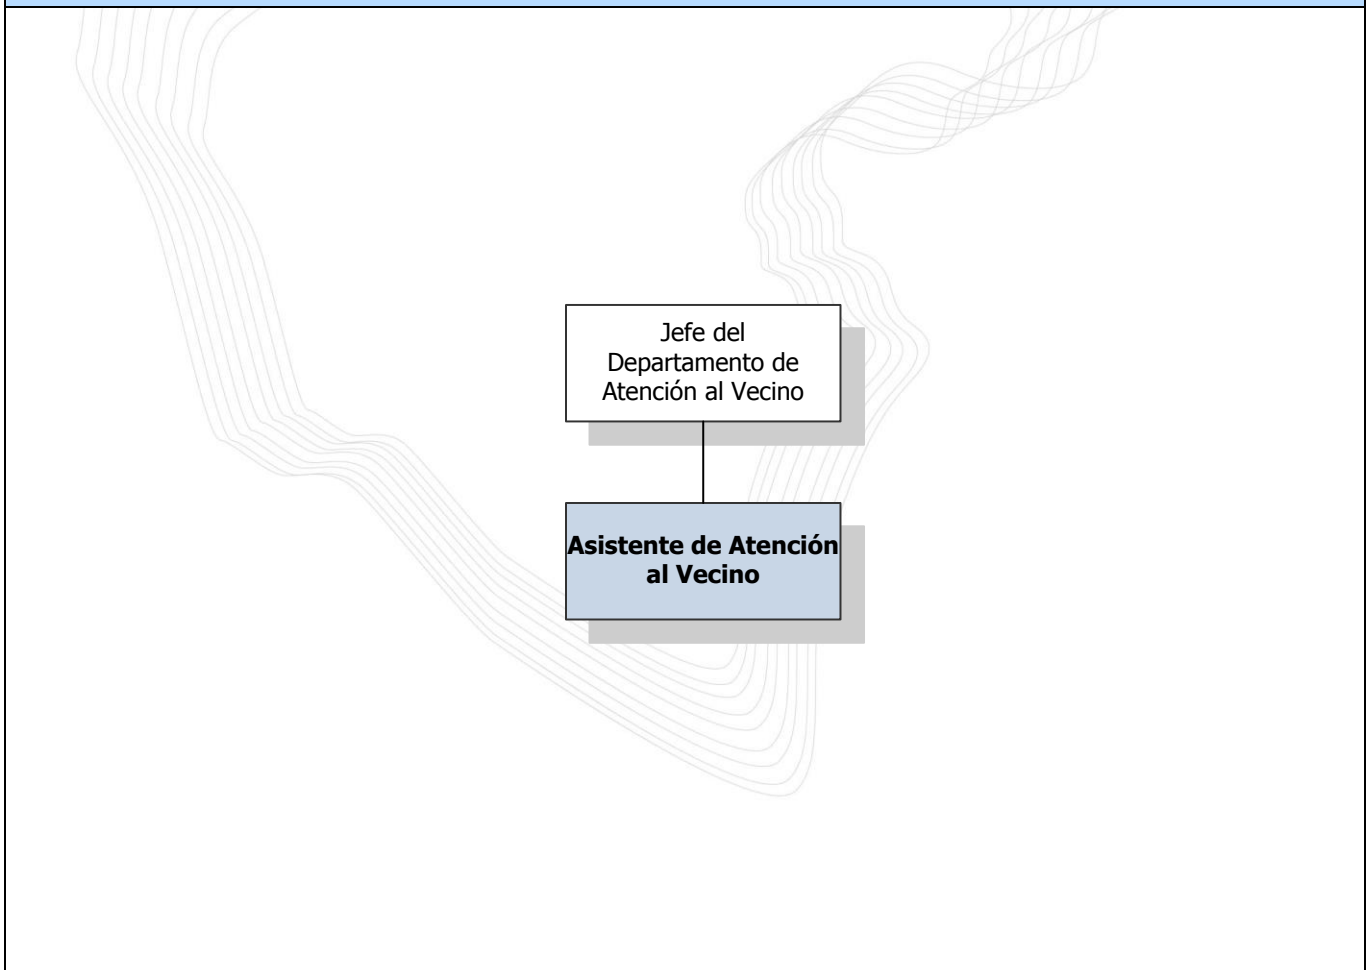 Jefe del
Departamento de
Atención al Vecino
Asistente de Atención
al Vecino